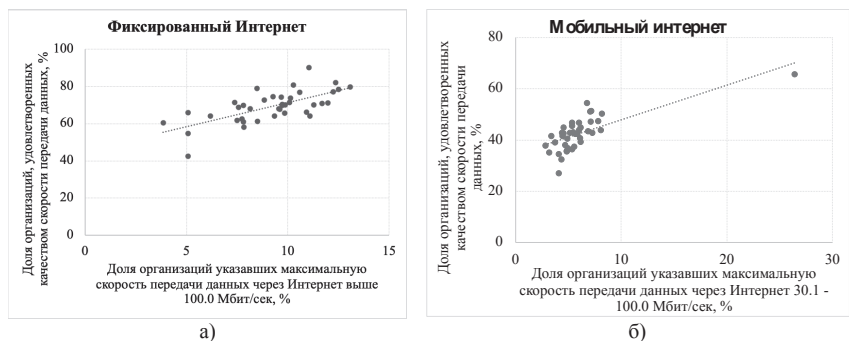 Фиксированный Интернет
Доля организаций, удовлетворенных
качеством скорости передачи данных, %
100
80
60
40
20
0
0
5
10
15
Доля организаций указавших максимальную
скорость передачи данных через Интернет выше
100.0 Мбит/сек, %
а)
Мобильный интернет
Доля организаций, удовлетворенных
качеством скорости передачи
данных, %
80
60
40
20
0
0
10
20
30
Доля организаций указавших максимальную
скорость передачи данных через Интернет 30.1 -
100.0 Мбит/сек, %
б)